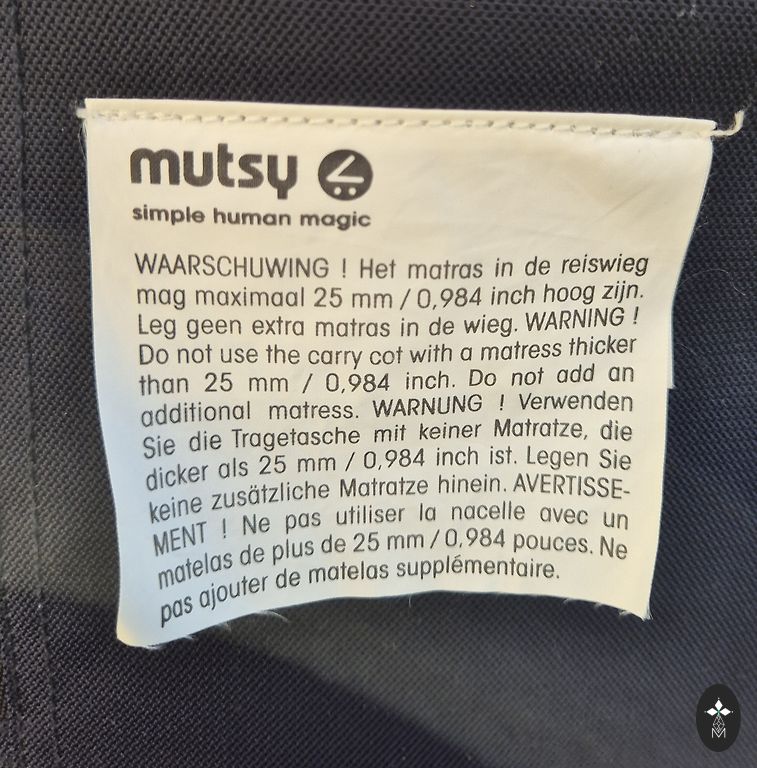 mutsy
simple human magic
WAARSCHUWING ! Het matras in de reiswieg
mag maximaal 25 mm / 0,984 inch hoog zijn.
Leg geen extra matras in de wieg. WARNING !
Do not use the carry cot with a matress thicker
than 25 mm / 0,984 inch. Do not add an
additional matress. WARNUNG ! Verwenden
Sie die Tragetasche mit keiner Matratze, die
dicker als 25 mm / 0,984 inch ist. Legen Sie
keine zusätzliche Matratze hinein. AVERTISSE-
MENT ! Ne pas utiliser la nacelle avec un
matelas de plus de 25 mm / 0,984 pouces. Ne
pas ajouter de matelas supplémentaire.
M